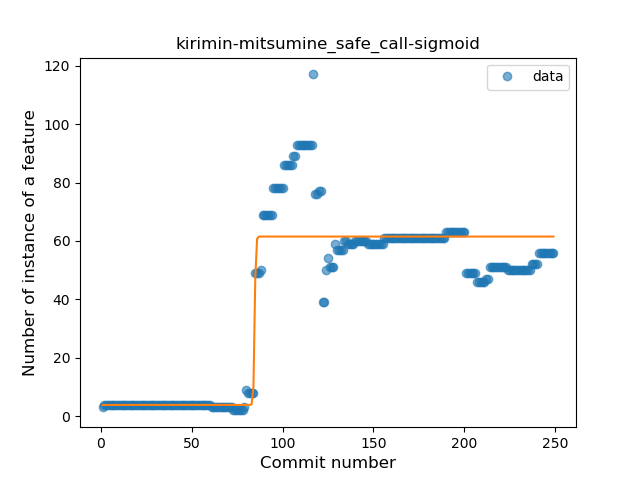 kirimin-mitsumine_safe_call-sigmoid
data
Number of instance of a feature
120
100
80
60
40
20
0
0 50 100 150 200 250
Commit number